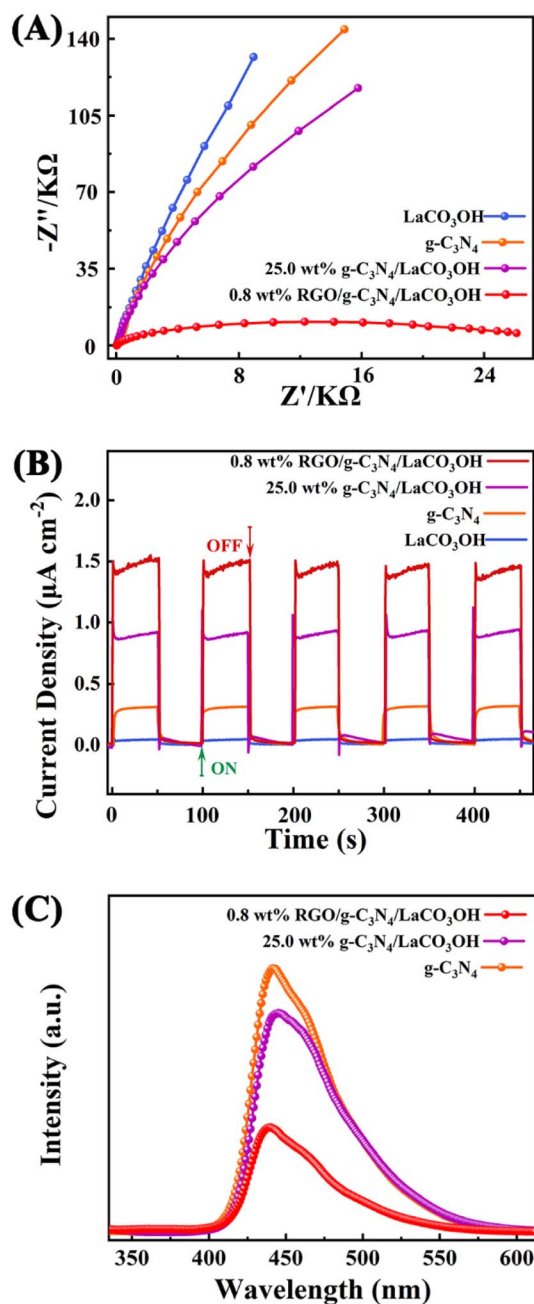 (A)
140
105
70
35
0
-Z''/KΩ
LaCO₃OH
g-C₃N₄
25.0 wt% g-C₃N₄/LaCO₃OH
0.8 wt% RGO/g-C₃N₄/LaCO₃OH
0 8 16 24
Z'/KΩ
(B)
0.8 wt% RGO/g-C₃N₄/LaCO₃OH
25.0 wt% g-C₃N₄/LaCO₃OH
g-C₃N₄
LaCO₃OH
2.0
1.5
1.0
0.5
0.0
Current Density (μA cm⁻²)
OFF
ON
0 100 200 300 400
Time (s)
(C)
0.8 wt% RGO/g-C₃N₄/LaCO₃OH
25.0 wt% g-C₃N₄/LaCO₃OH
g-C₃N₄
Intensity (a.u.)
350 400 450 500 550 600
Wavelength (nm)